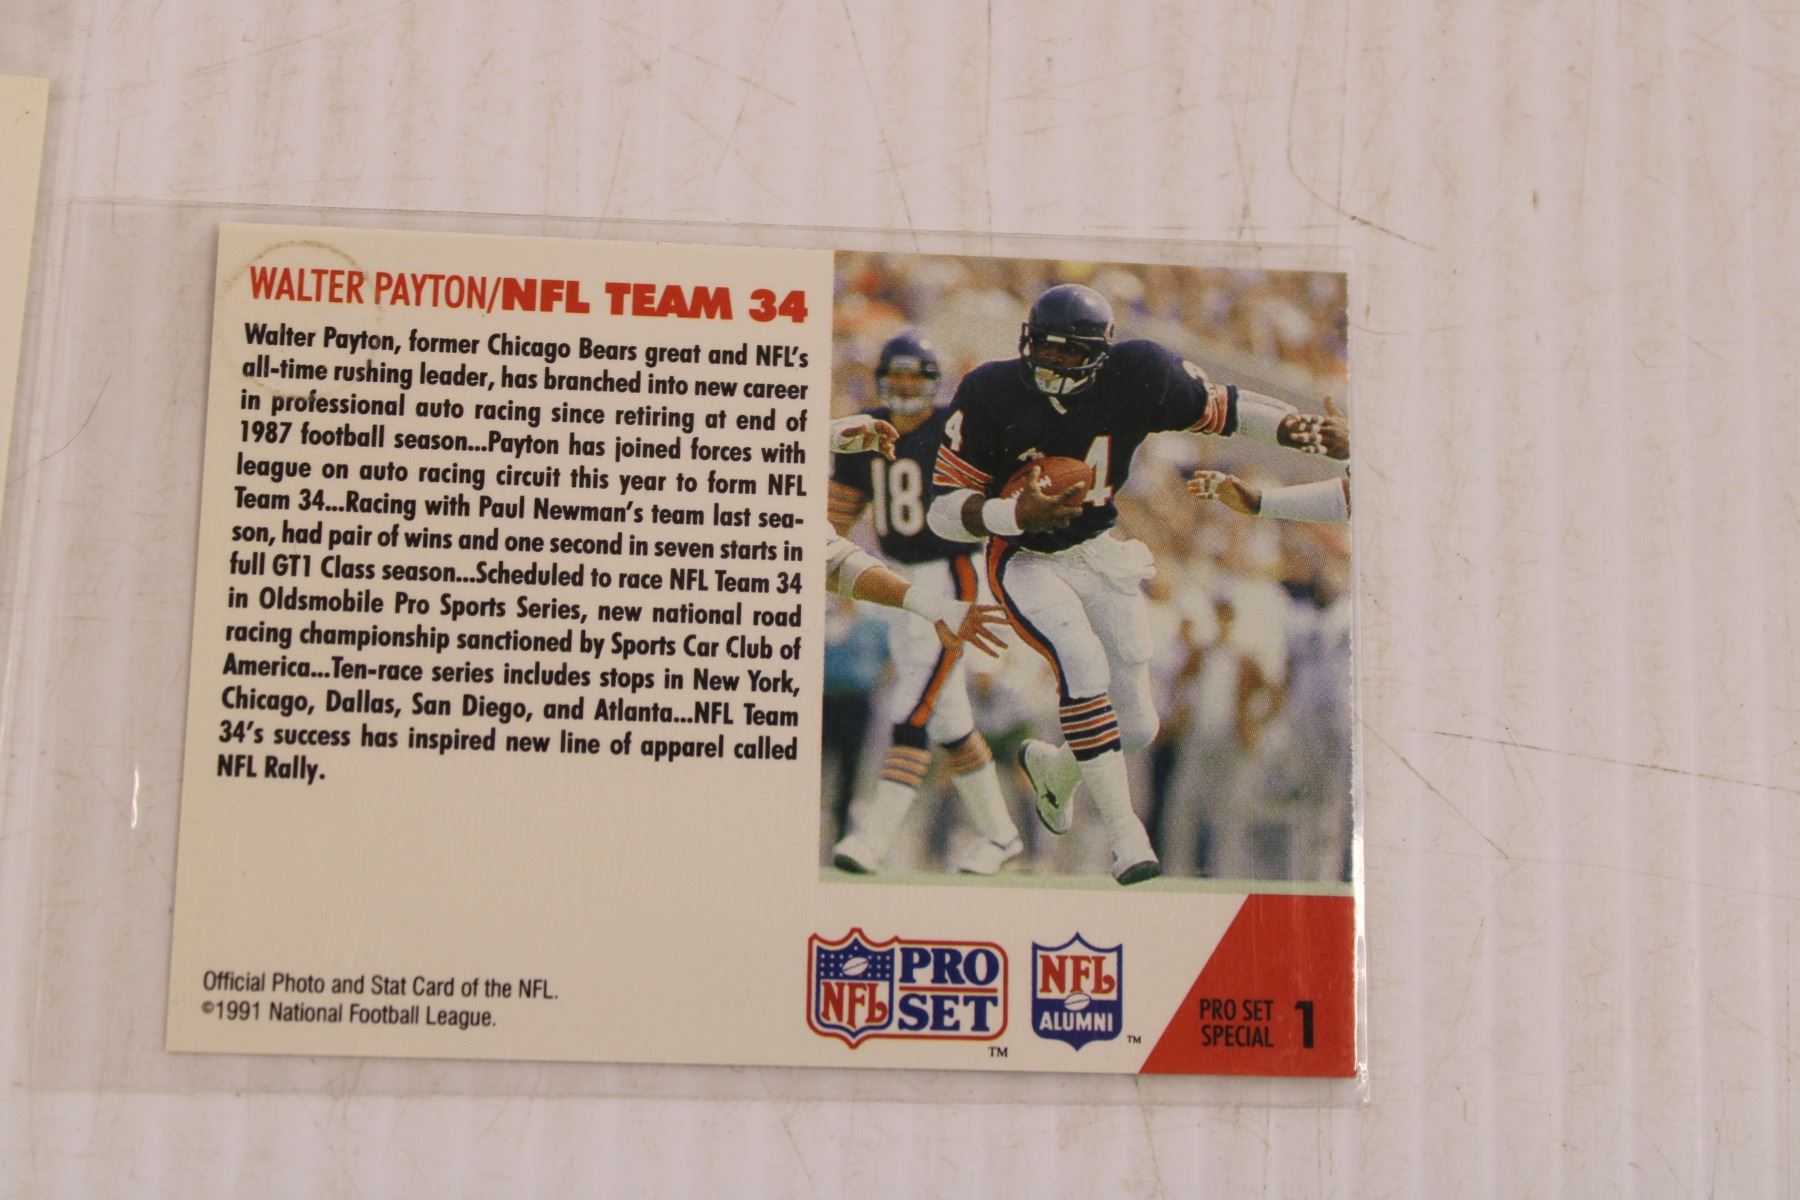 WALTER PAYTON/NFL TEAM 34
Walter Payton, former Chicago Bears great and NFL's
all-time rushing leader, has branched into new career
in professional auto racing since retiring at end of
1987 football season...Payton has joined forces with
league on auto racing circuit this year to form NFL
Team 34...Racing with Paul Newman's team last sea-
son, had pair of wins and one second in seven starts in
full GT1 Class season...Scheduled to race NFL Team 34
in Oldsmobile Pro Sports Series, new national road
racing championship sanctioned by Sports Car Club of
America...Ten-race series includes stops in New York,
Chicago, Dallas, San Diego, and Atlanta...NFL Team
34's success has inspired new line of apparel called
NFL Rally.
18
4
4
Official Photo and Stat Card of the NFL.
©1991 National Football League.
NFL PRO SET ™
NFL ALUMNI ™
PRO SET
SPECIAL 1